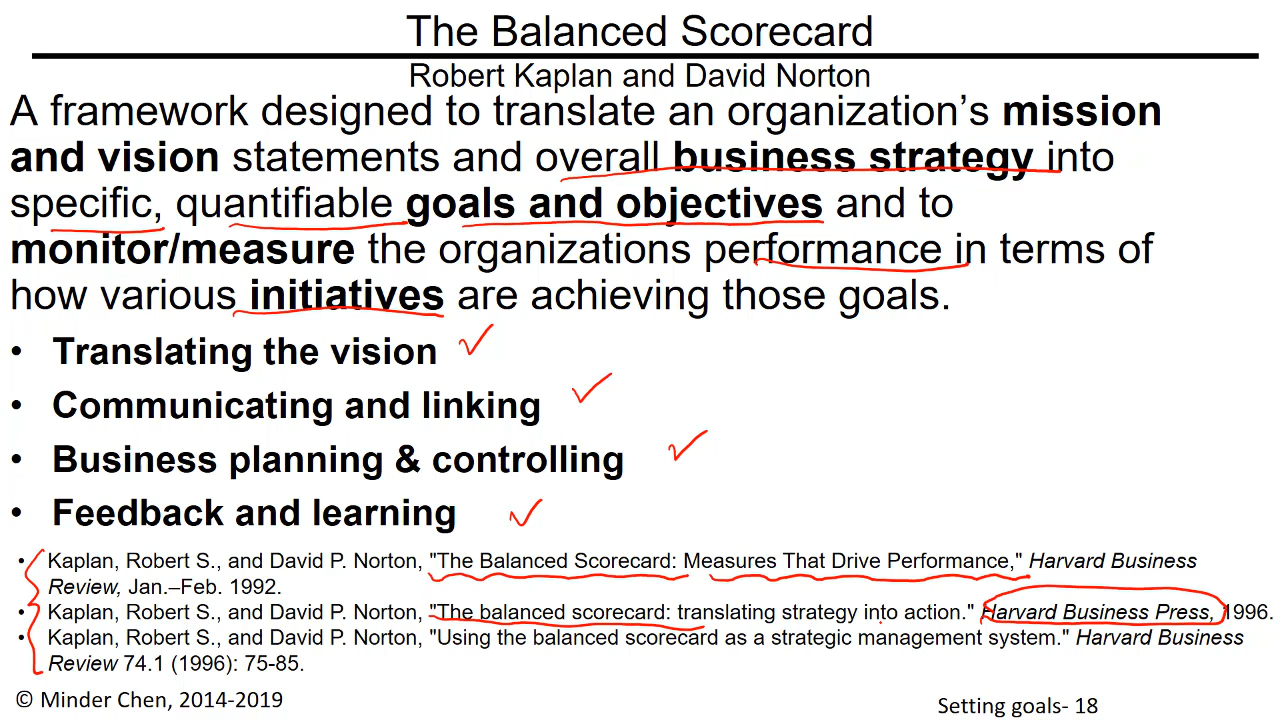 The Balanced Scorecard
Robert Kaplan and David Norton
A framework designed to translate an organization’s mission
and vision statements and overall business strategy into
specific, quantifiable goals and objectives and to
monitor/measure the organizations performance in terms of
how various initiatives are achieving those goals.
• Translating the vision
• Communicating and linking
• Business planning & controlling
• Feedback and learning
• Kaplan, Robert S., and David P. Norton, "The Balanced Scorecard: Measures That Drive Performance," Harvard Business
Review, Jan.–Feb. 1992.
• Kaplan, Robert S., and David P. Norton, "The balanced scorecard: translating strategy into action." Harvard Business Press, 1996.
• Kaplan, Robert S., and David P. Norton, "Using the balanced scorecard as a strategic management system." Harvard Business
Review 74.1 (1996): 75-85.
© Minder Chen, 2014-2019
Setting goals- 18